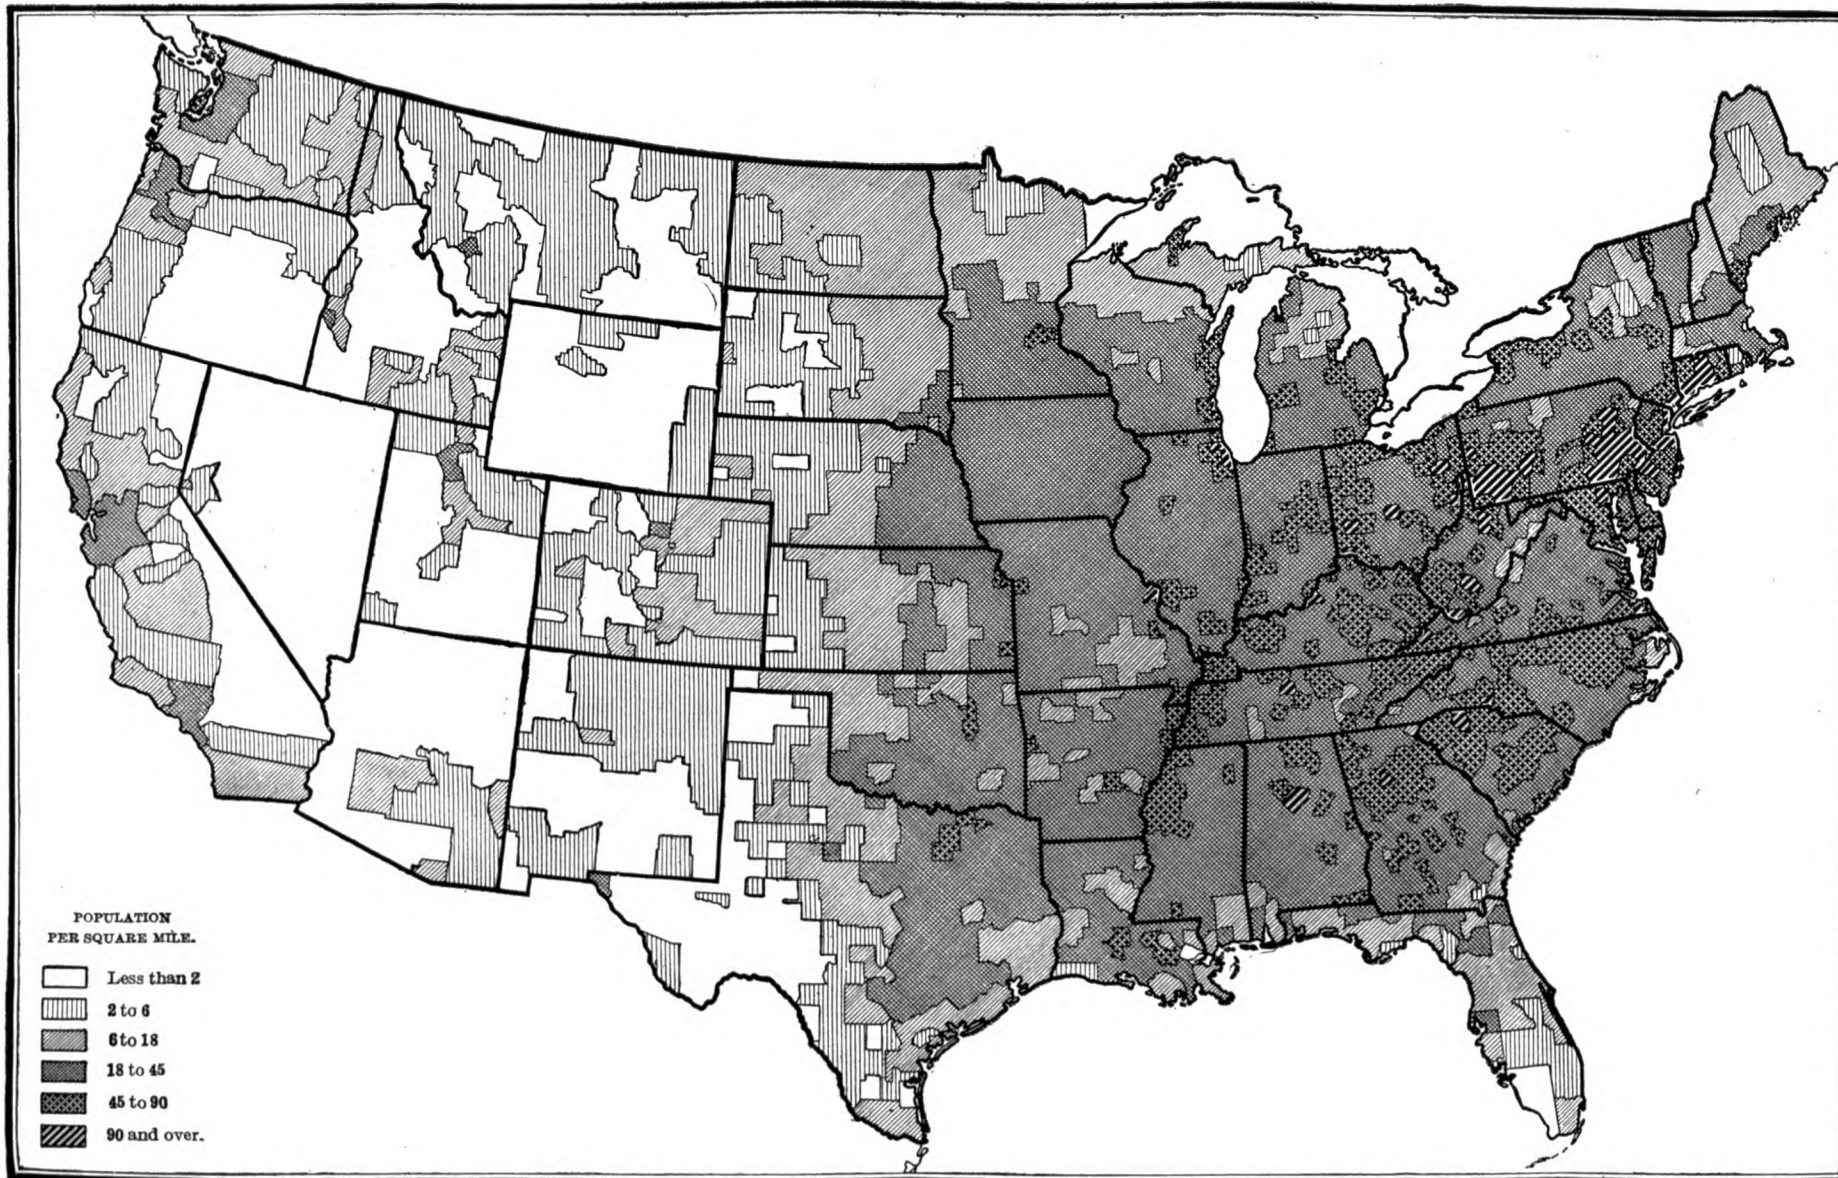 POPULATION
PER SQUARE MILE.
Less than 2
2 to 6
6 to 18
18 to 45
45 to 90
90 and over.